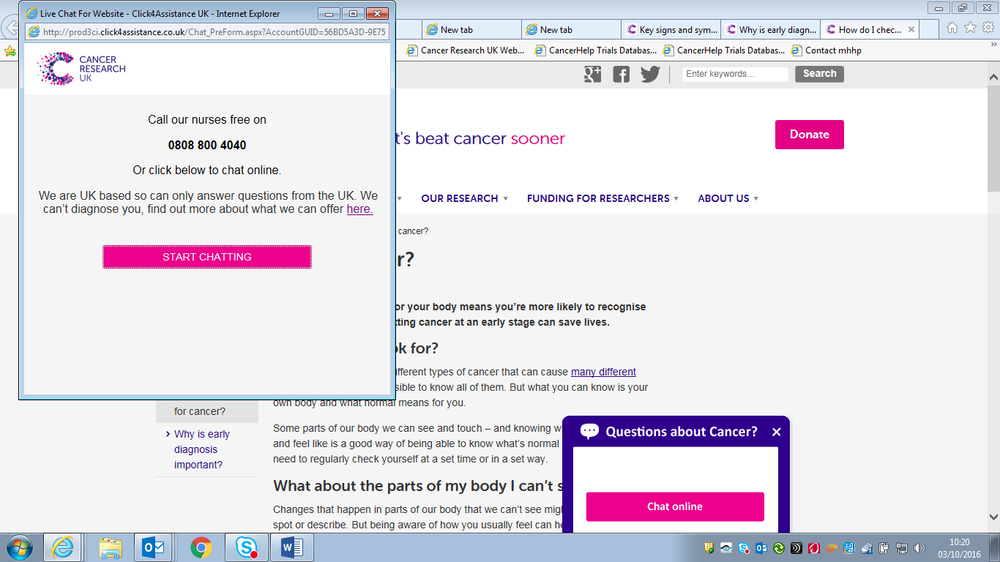 Live Chat For Website - Click4Assistance UK - Internet Explorer
http://prod3ci.click4assistance.co.uk/Chat_PreForm.aspx?AccountGUID=56BD5A3D-9E75
CANCER
RESEARCH
UK
Call our nurses free on
0808 800 4040
Or click below to chat online.
We are UK based so can only answer questions from the UK. We
can't diagnose you, find out more about what we can offer here.
START CHATTING
New tab
New tab
Key signs and sym...
Why is early diagn...
How do I chec...
Cancer Research UK Web...
CancerHelp Trials Databas...
CancerHelp Trials Databas...
Contact mhhp
Enter keywords...
Search
t's beat cancer sooner
Donate
OUR RESEARCH
FUNDING FOR RESEARCHERS
ABOUT US
cancer?
r?
or your body means you're more likely to recognise
tting cancer at an early stage can save lives.
ok for?
ifferent types of cancer that can cause many different
sible to know all of them. But what you can know is your
own body and what normal means for you.
for cancer?
Why is early
diagnosis
important?
Some parts of our body we can see and touch – and knowing w
and feel like is a good way of being able to know what's normal
need to regularly check yourself at a set time or in a set way.
What about the parts of my body I can't s
Changes that happen in parts of our body that we can't see migh
spot or describe. But being aware of how you usually feel can he
Questions about Cancer?
Chat online
10:20
03/10/2016